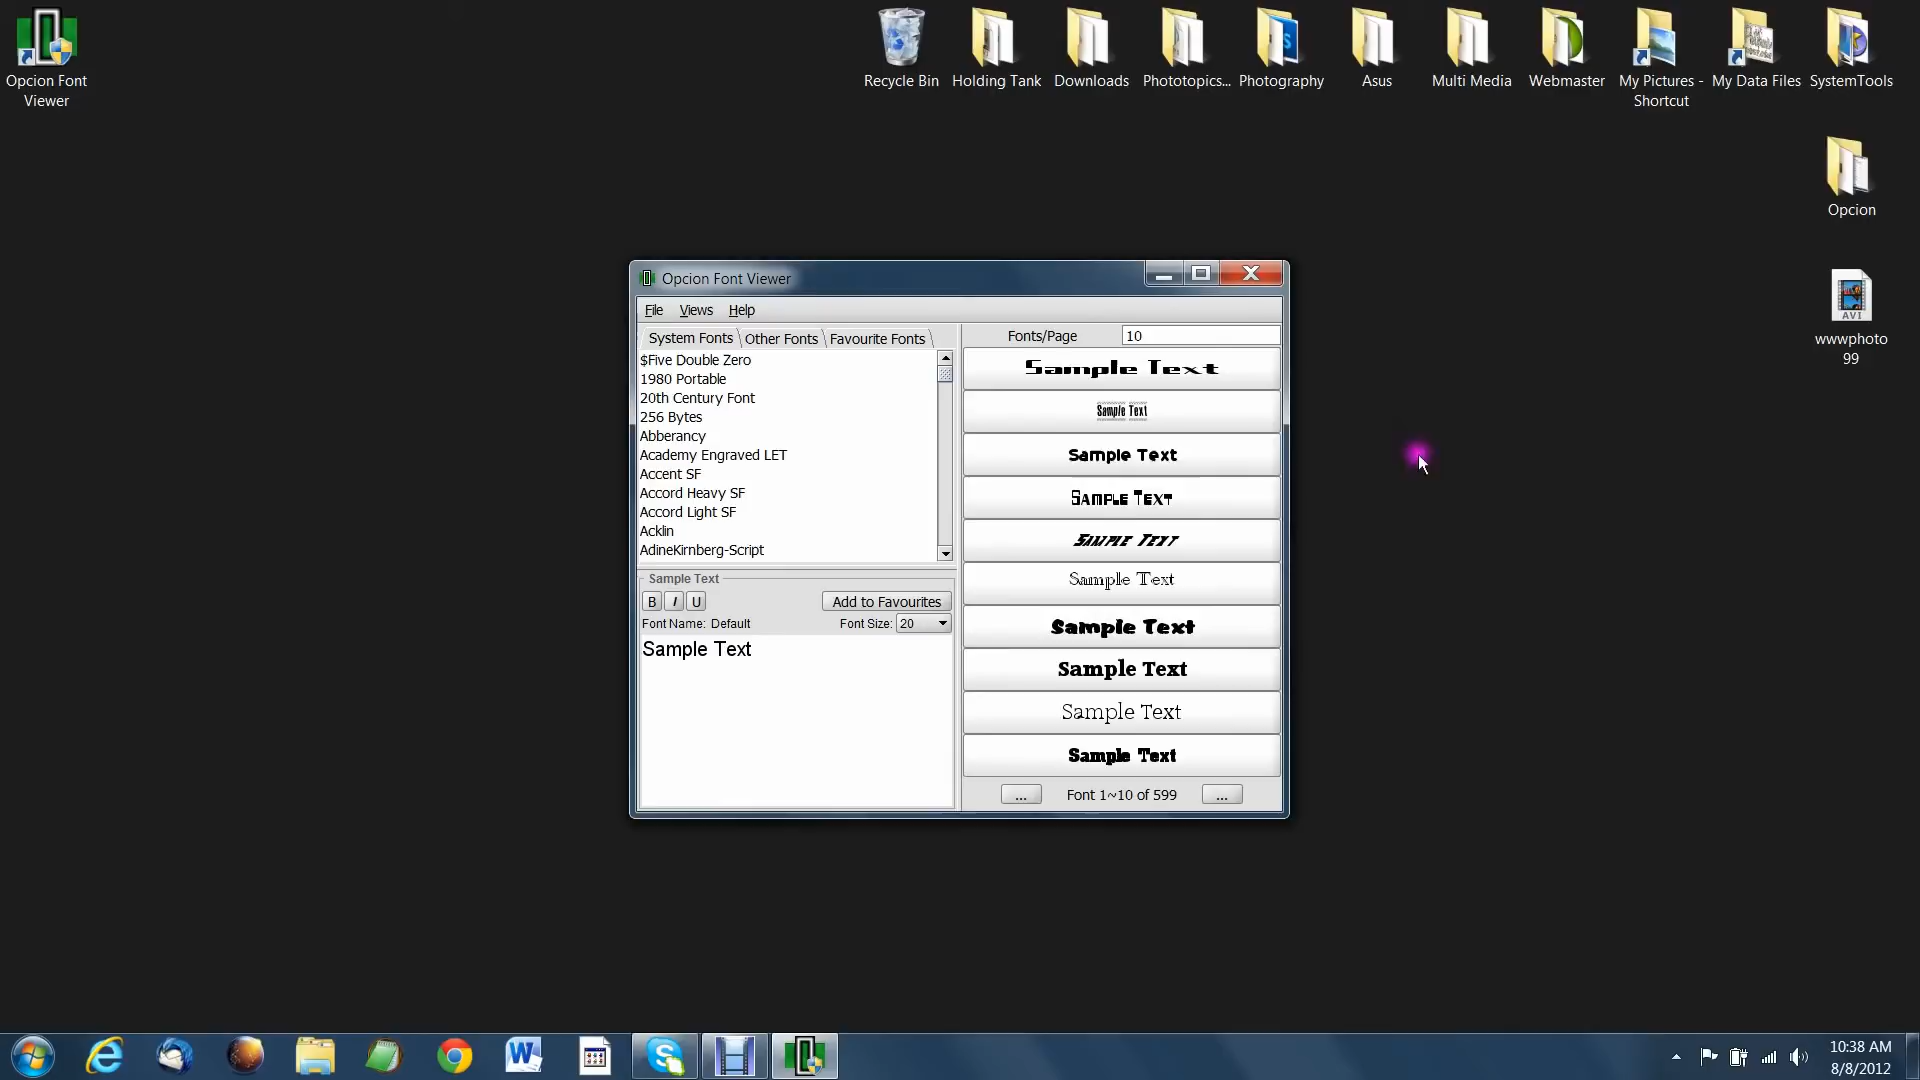 Opcion Font
Viewer
Recycle Bin
Holding Tank
Downloads
Phototopics...
Photography
Asus
Multi Media
Webmaster
My Pictures -
Shortcut
My Data Files
SystemTools
Opcion
AVI
wwwphoto
99
Opcion Font Viewer
File Views Help
System Fonts Other Fonts Favourite Fonts
$Five Double Zero
1980 Portable
20th Century Font
256 Bytes
Abberancy
Academy Engraved LET
Accent SF
Accord Heavy SF
Accord Light SF
Acklin
AdineKirnberg-Script
Sample Text
B I U Add to Favourites
Font Name: Default Font Size: 20
Sample Text
Fonts/Page 10
Sample Text
Sample Text
Sample Text
Sample Text
Sample Text
Sample Text
Sample Text
Sample Text
Sample Text
Sample Text
... Font 1~10 of 599 ...
10:38 AM
8/8/2012